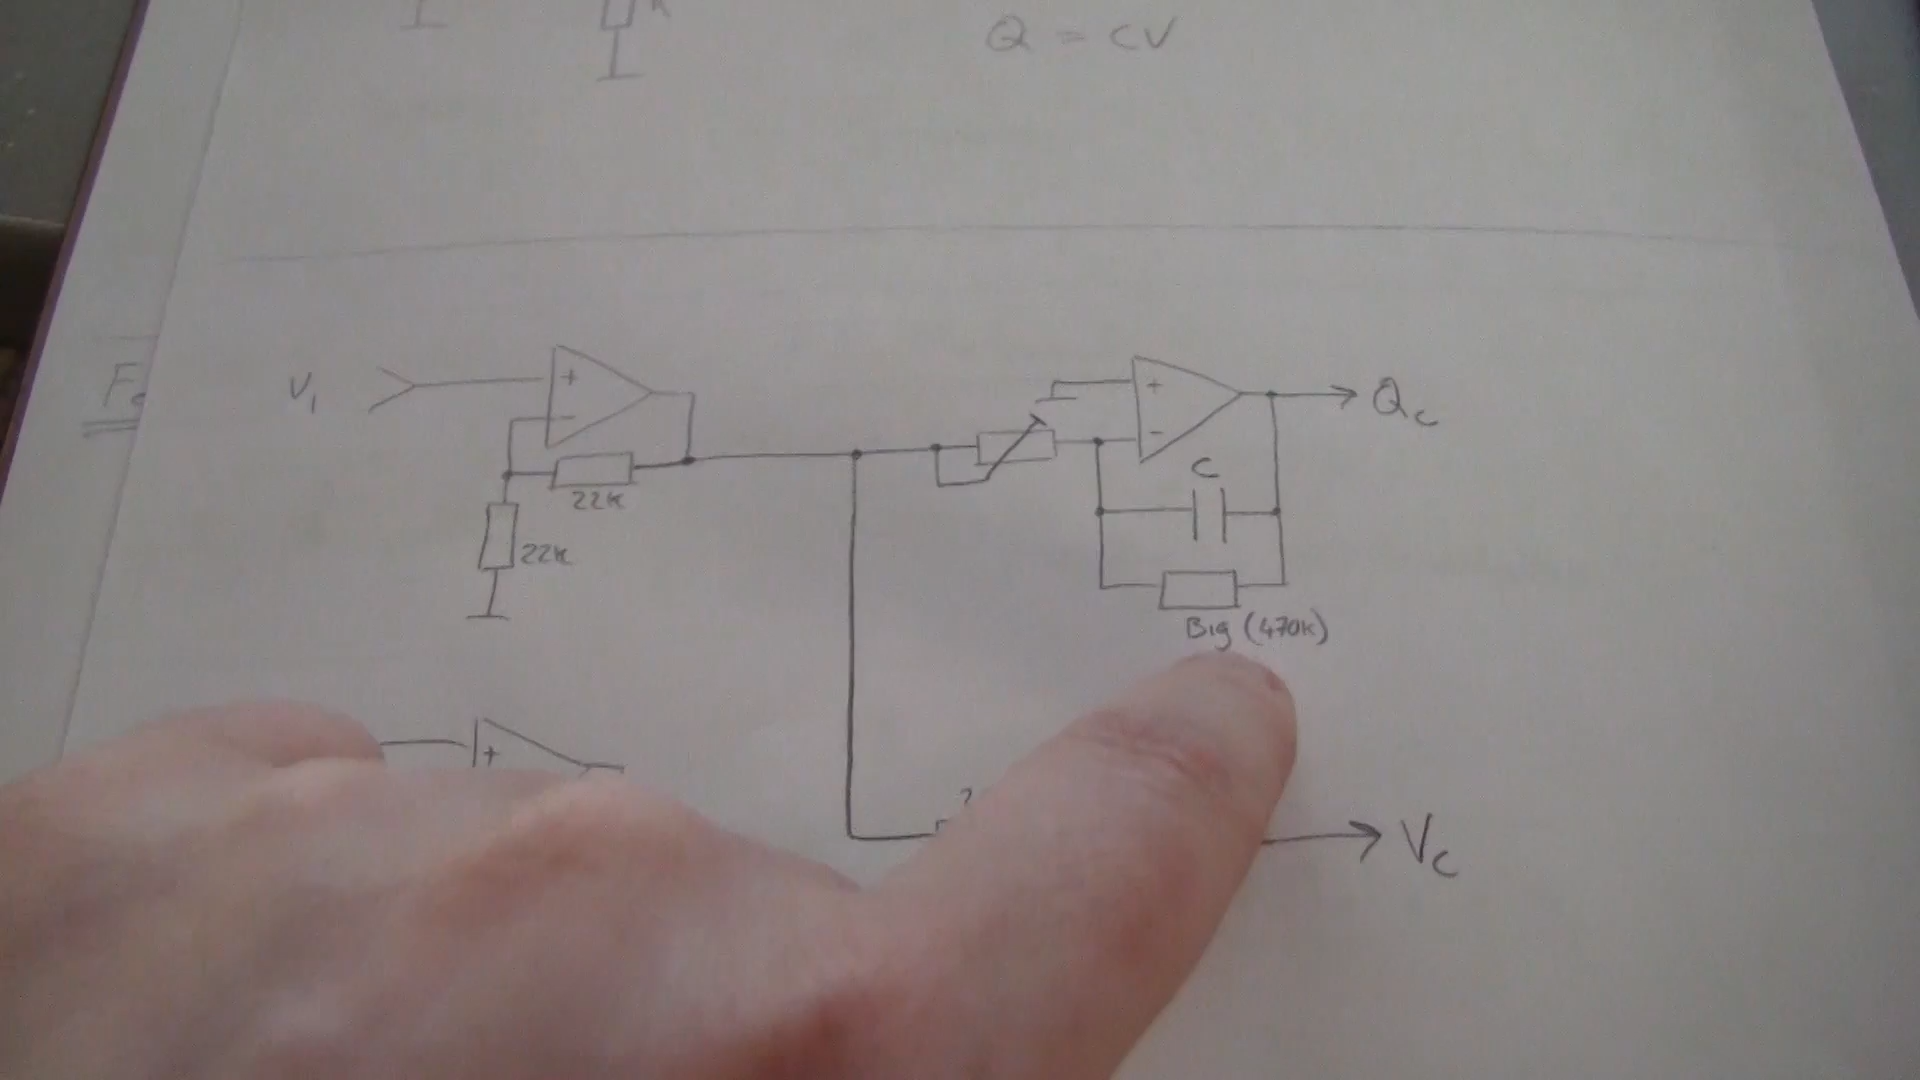 Q = CV
V1
+
-
22K
22K
+
-
C
Qc
Big (470K)
+
Vc